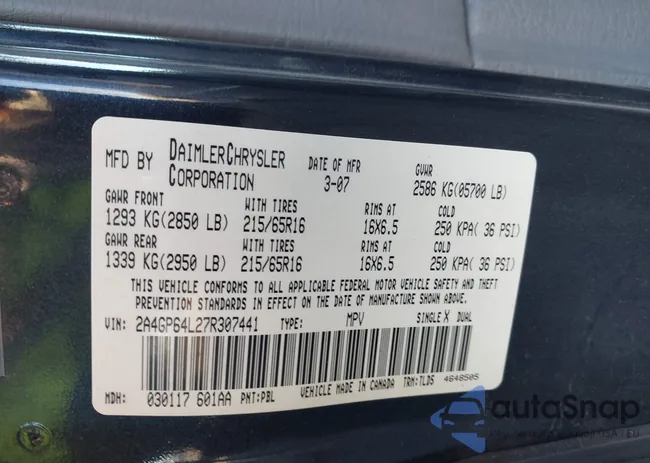 MFD BY DAIMLERCHRYSLER CORPORATION DATE OF MFR 3-07 GVWR 2586 KG(05700 LB)
GAWR FRONT WITH TIRES RIMS AT COLD
1293 KG(2850 LB) 215/65R16 16X6.5 250 KPA( 36 PSI)
GAWR REAR WITH TIRES RIMS AT COLD
1339 KG(2950 LB) 215/65R16 16X6.5 250 KPA( 36 PSI)
THIS VEHICLE CONFORMS TO ALL APPLICABLE FEDERAL MOTOR VEHICLE SAFETY AND THEFT
PREVENTION STANDARDS IN EFFECT ON THE DATE OF MANUFACTURE SHOWN ABOVE.
VIN: 2A4GP64L27R307441 TYPE: MPV SINGLE X DUAL
MDH: 030117 601AA PNT:PBL VEHICLE MADE IN CANADA TRM:TLDS 4648505
autoSnap